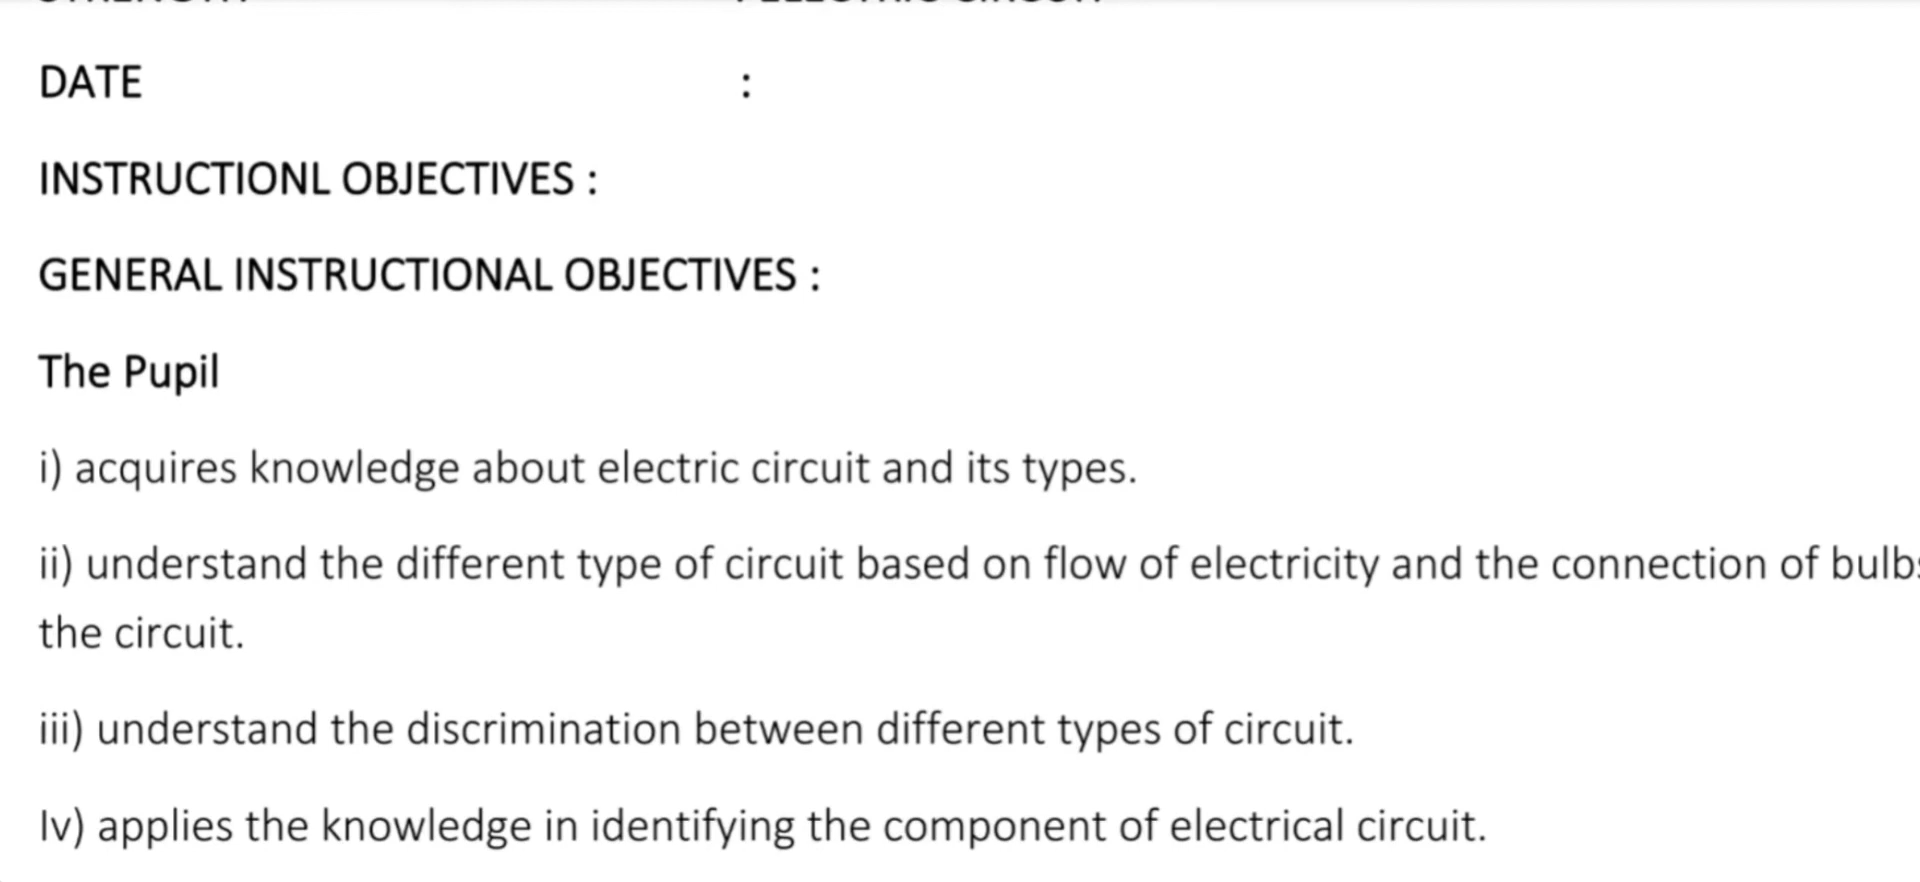 DATE :
INSTRUCTIONL OBJECTIVES :
GENERAL INSTRUCTIONAL OBJECTIVES :
The Pupil
i) acquires knowledge about electric circuit and its types.
ii) understand the different type of circuit based on flow of electricity and the connection of
the circuit.
iii) understand the discrimination between different types of circuit.
Iv) applies the knowledge in identifying the component of electrical circuit.